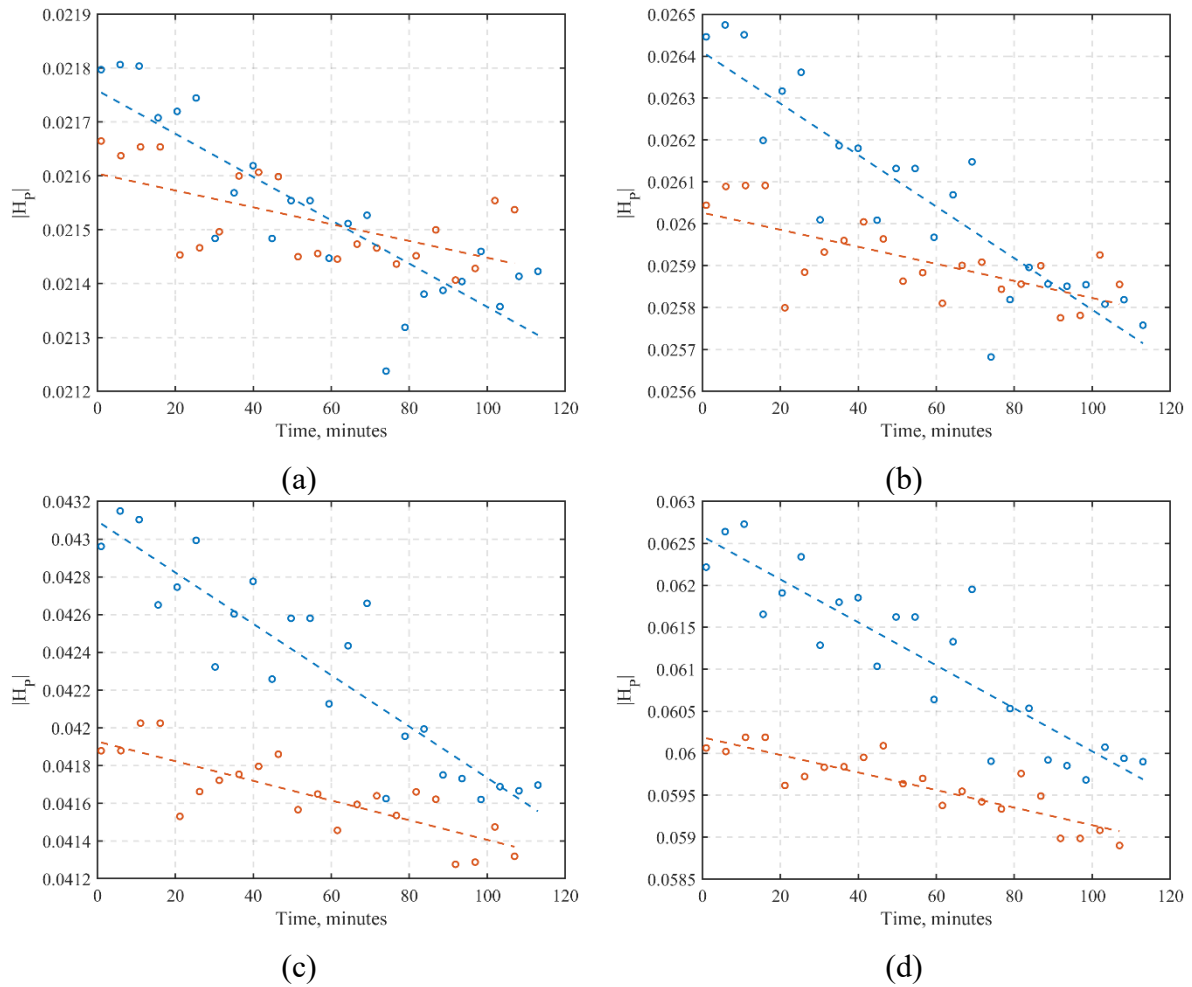 0.0219
0.0218
0.0217
0.0216
0.0215
0.0214
0.0213
0.0212
|H_P|
0 20 40 60 80 100 120
Time, minutes
(a)
0.0265
0.0264
0.0263
0.0262
0.0261
0.026
0.0259
0.0258
0.0257
0.0256
|H_P|
0 20 40 60 80 100 120
Time, minutes
(b)
0.0432
0.043
0.0428
0.0426
0.0424
0.0422
0.042
0.0418
0.0416
0.0414
0.0412
|H_P|
0 20 40 60 80 100 120
Time, minutes
(c)
0.063
0.0625
0.062
0.0615
0.061
0.0605
0.06
0.0595
0.059
0.0585
|H_P|
0 20 40 60 80 100 120
Time, minutes
(d)